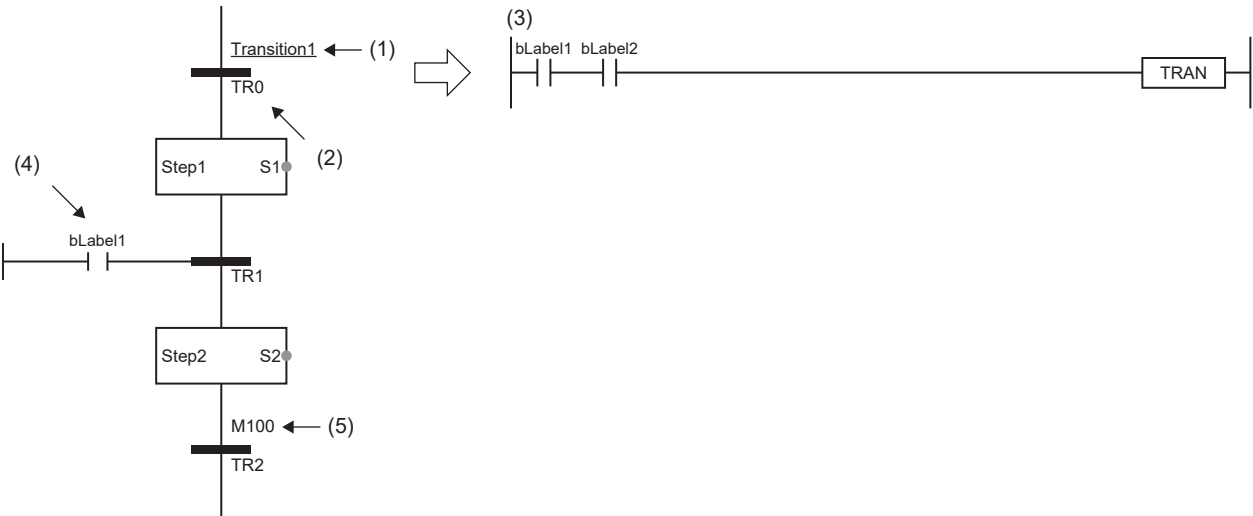 (3)
Transition1
(1)
bLabel1 bLabel2
TRAN
TR0
(2)
(4)
Step1 S1
bLabel1
TR1
Step2 S2
M100
(5)
TR2